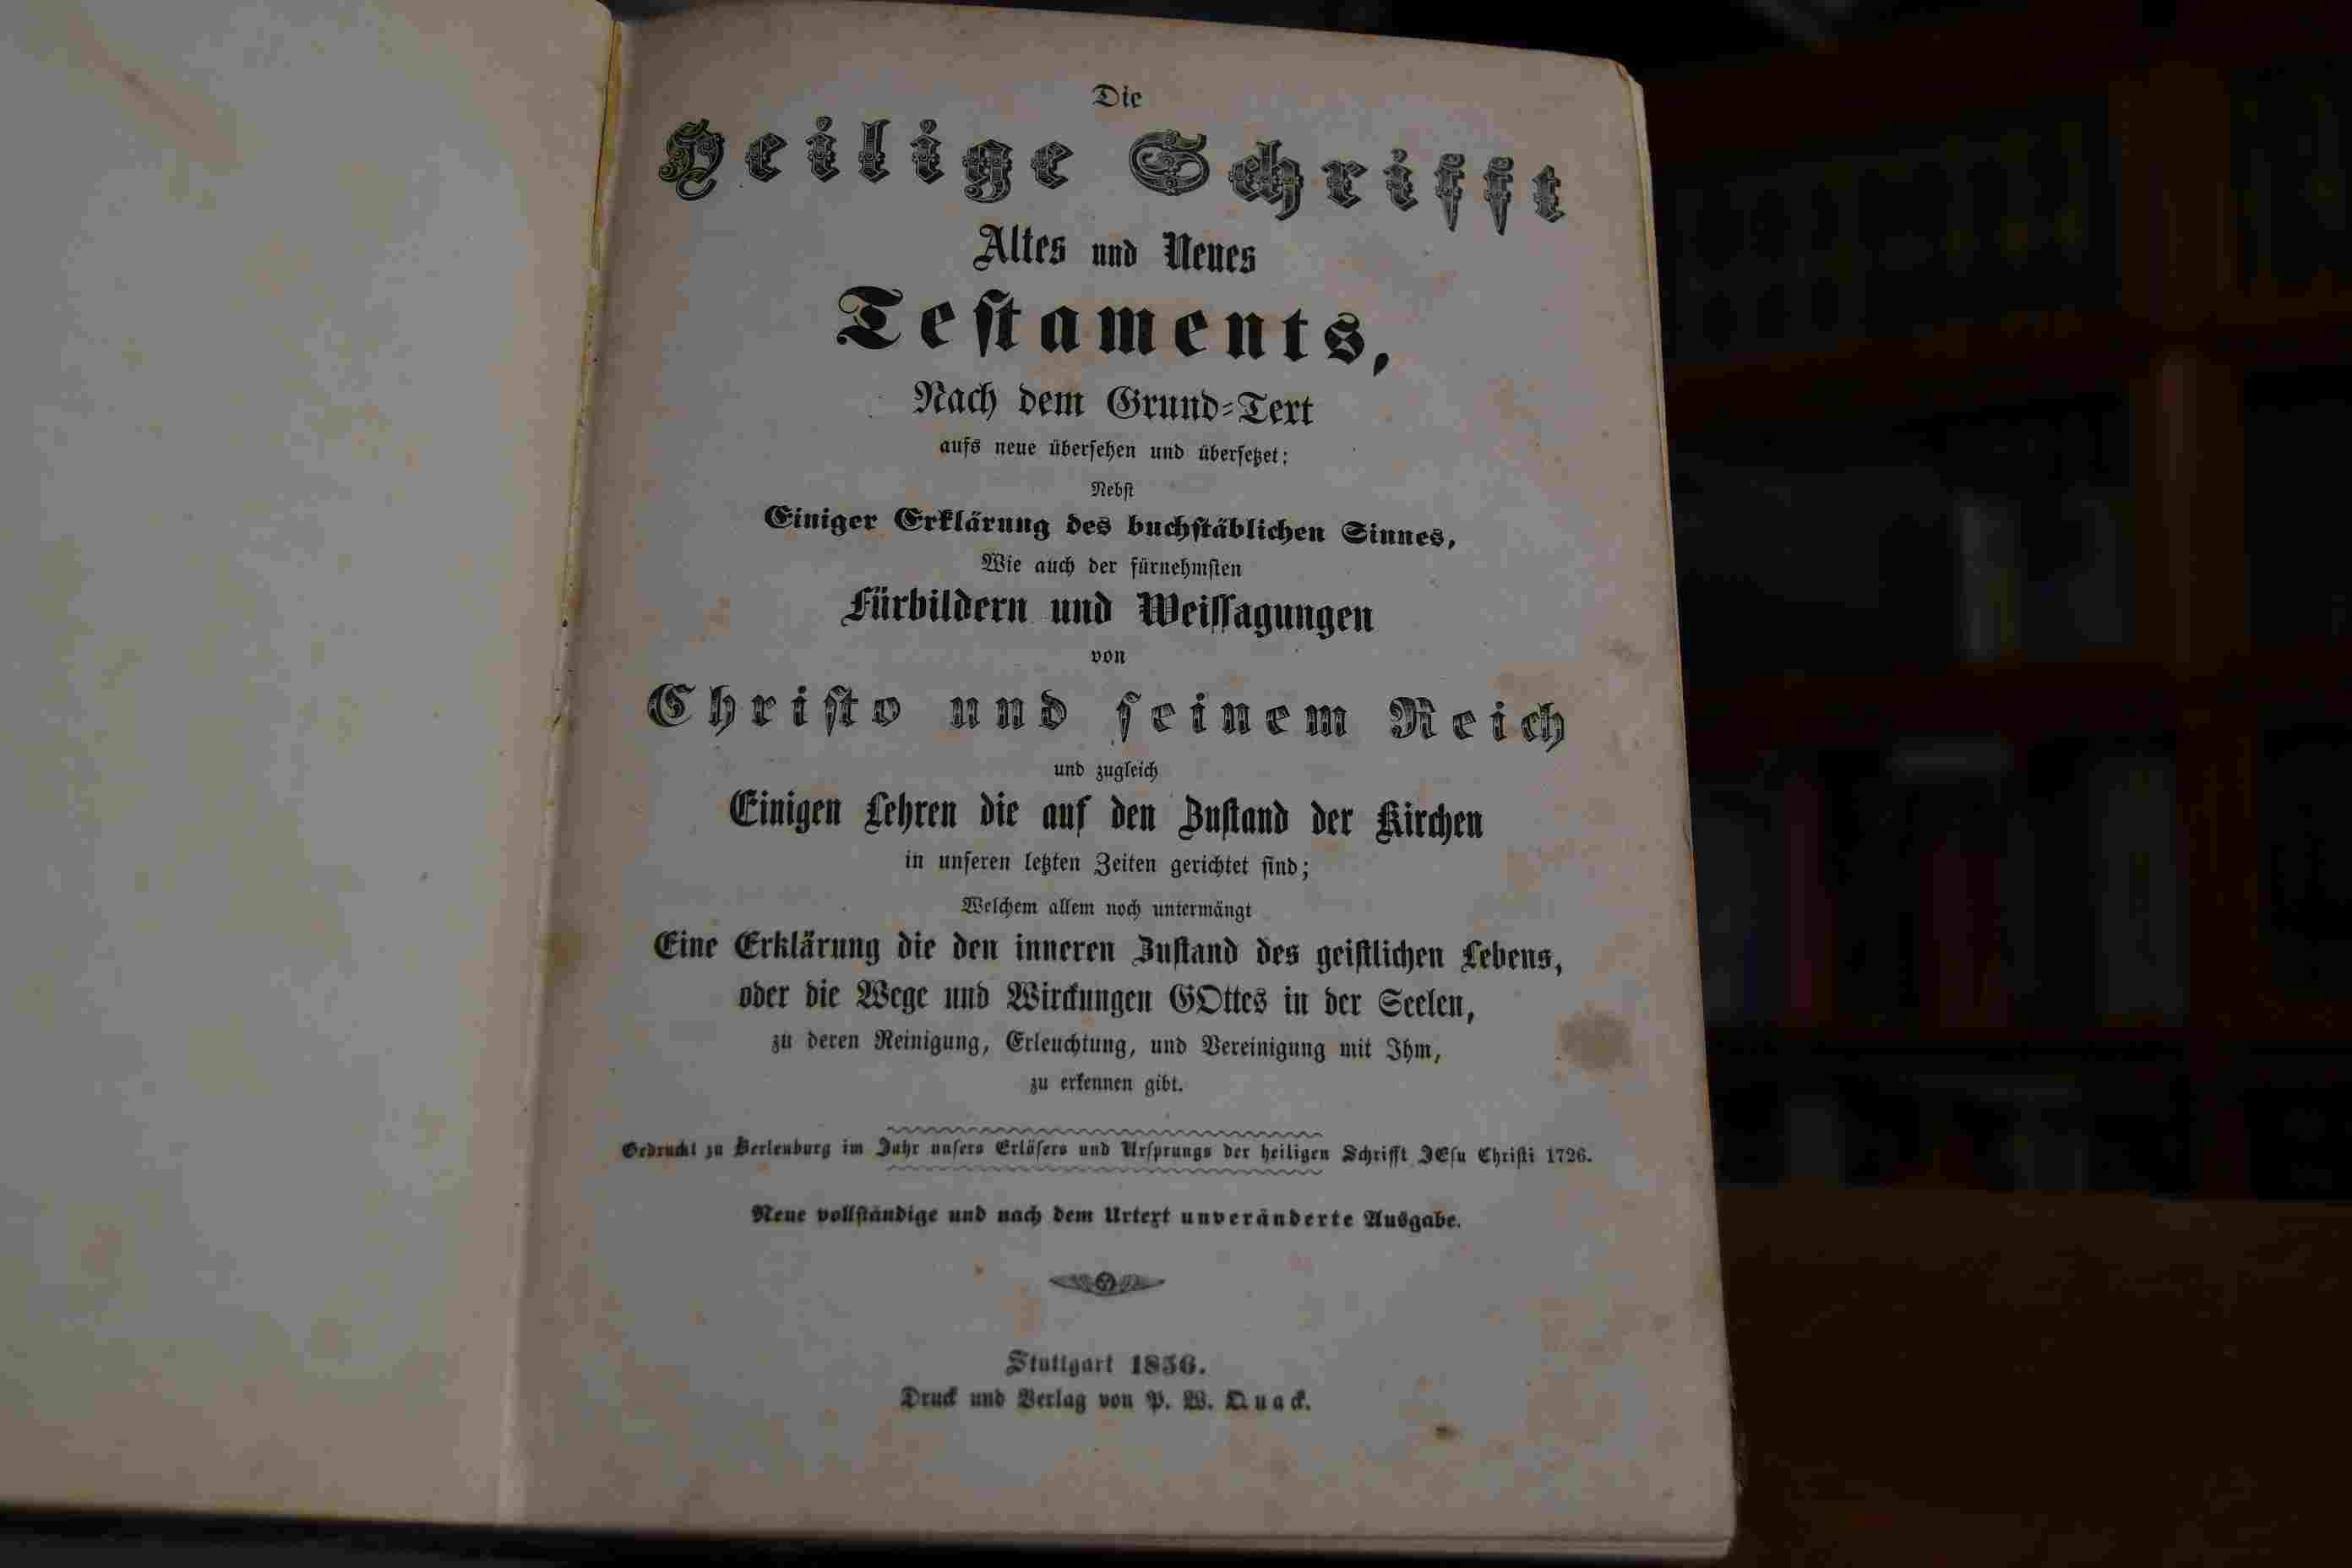 Die
Heilige Schrifft
Altes und Neues
Testaments,
Nach dem Grund-Text
aufs neue übersehen und übersetzet:
Nebst
Einiger Erklärung des buchstäblichen Sinnes,
Wie auch der fürnehmsten
Fürbildern und Weissagungen
von
Christo und seinem Reich
und zugleich
Einigen Lehren die auf den Zustand der Kirchen
in unseren letzten Zeiten gerichtet sind;
Welchem allem noch untermängt
Eine Erklärung die den inneren Zustand des geistlichen Lebens,
oder die Wege und Wirckungen GOttes in der Seelen,
zu deren Reinigung, Erleuchtung, und Vereinigung mit Ihm,
zu erkennen gibt.
Gedruckt zu Berlenburg im Jahr unsers Erlösers und Ursprungs der heiligen Schrifft JEsu Christi 1726.
Neue vollständige und nach dem Urtext unveränderte Ausgabe.
Stuttgart 1856.
Druck und Verlag von P. W. Quack.